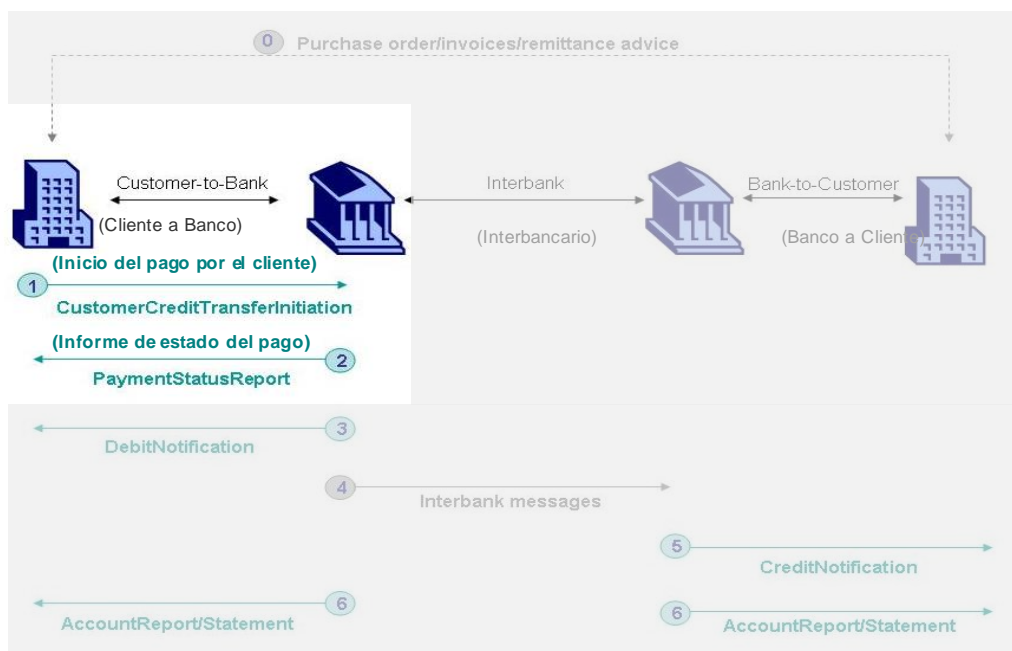 0 Purchase order/invoices/remittance advice
Customer-to-Bank
Interbank
Bank-to-Customer
(Cliente a Banco)
(Interbancario)
(Banco a Cliente)
(Inicio del pago por el cliente)
1
CustomerCreditTransferInitiation
(Informe de estado del pago)
2
PaymentStatusReport
3
DebitNotification
4
Interbank messages
5
CreditNotification
6
AccountReport/Statement
6
AccountReport/Statement